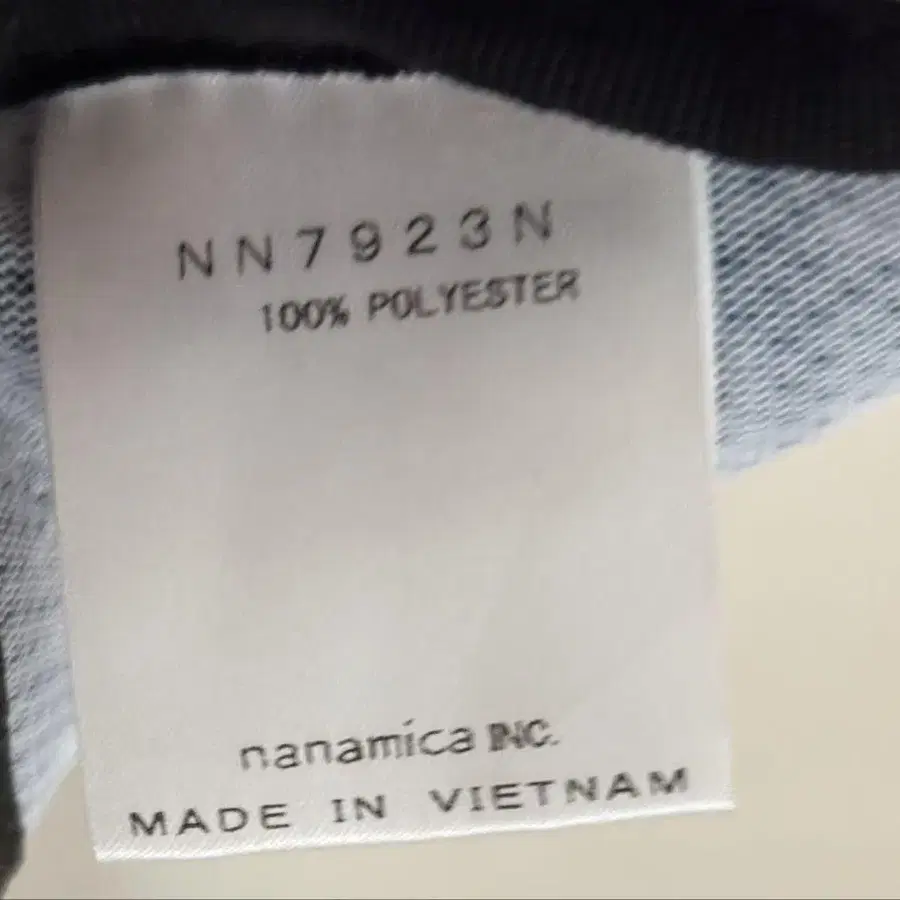 NN7923N
100% POLYESTER
nanamica INC.
MADE IN VIETNAM